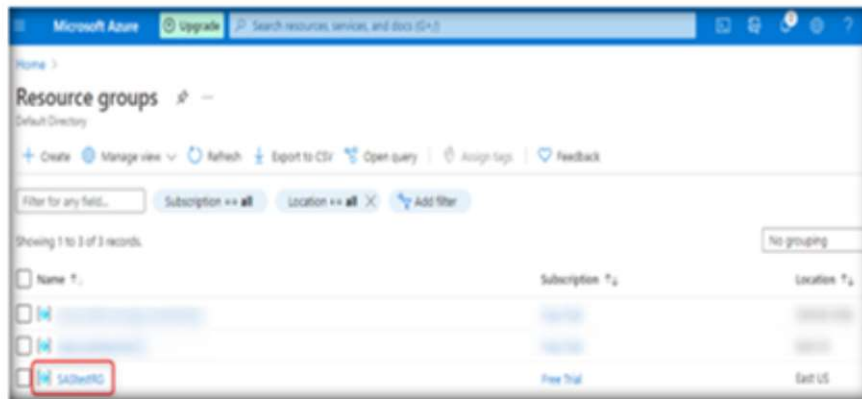 Microsoft Azure Upgrade Search resources, services, and docs (G+/)
Home >
Resource groups
Default Directory
+ Create Manage view Refresh Export to CSV Open query Assign tags Feedback
Filter for any field... Subscription == all Location == all Add filter
Showing 1 to 3 of 3 records.
No grouping
Name ↑↓ Subscription ↑↓ Location ↑↓
SAStestRG Free Trial East US